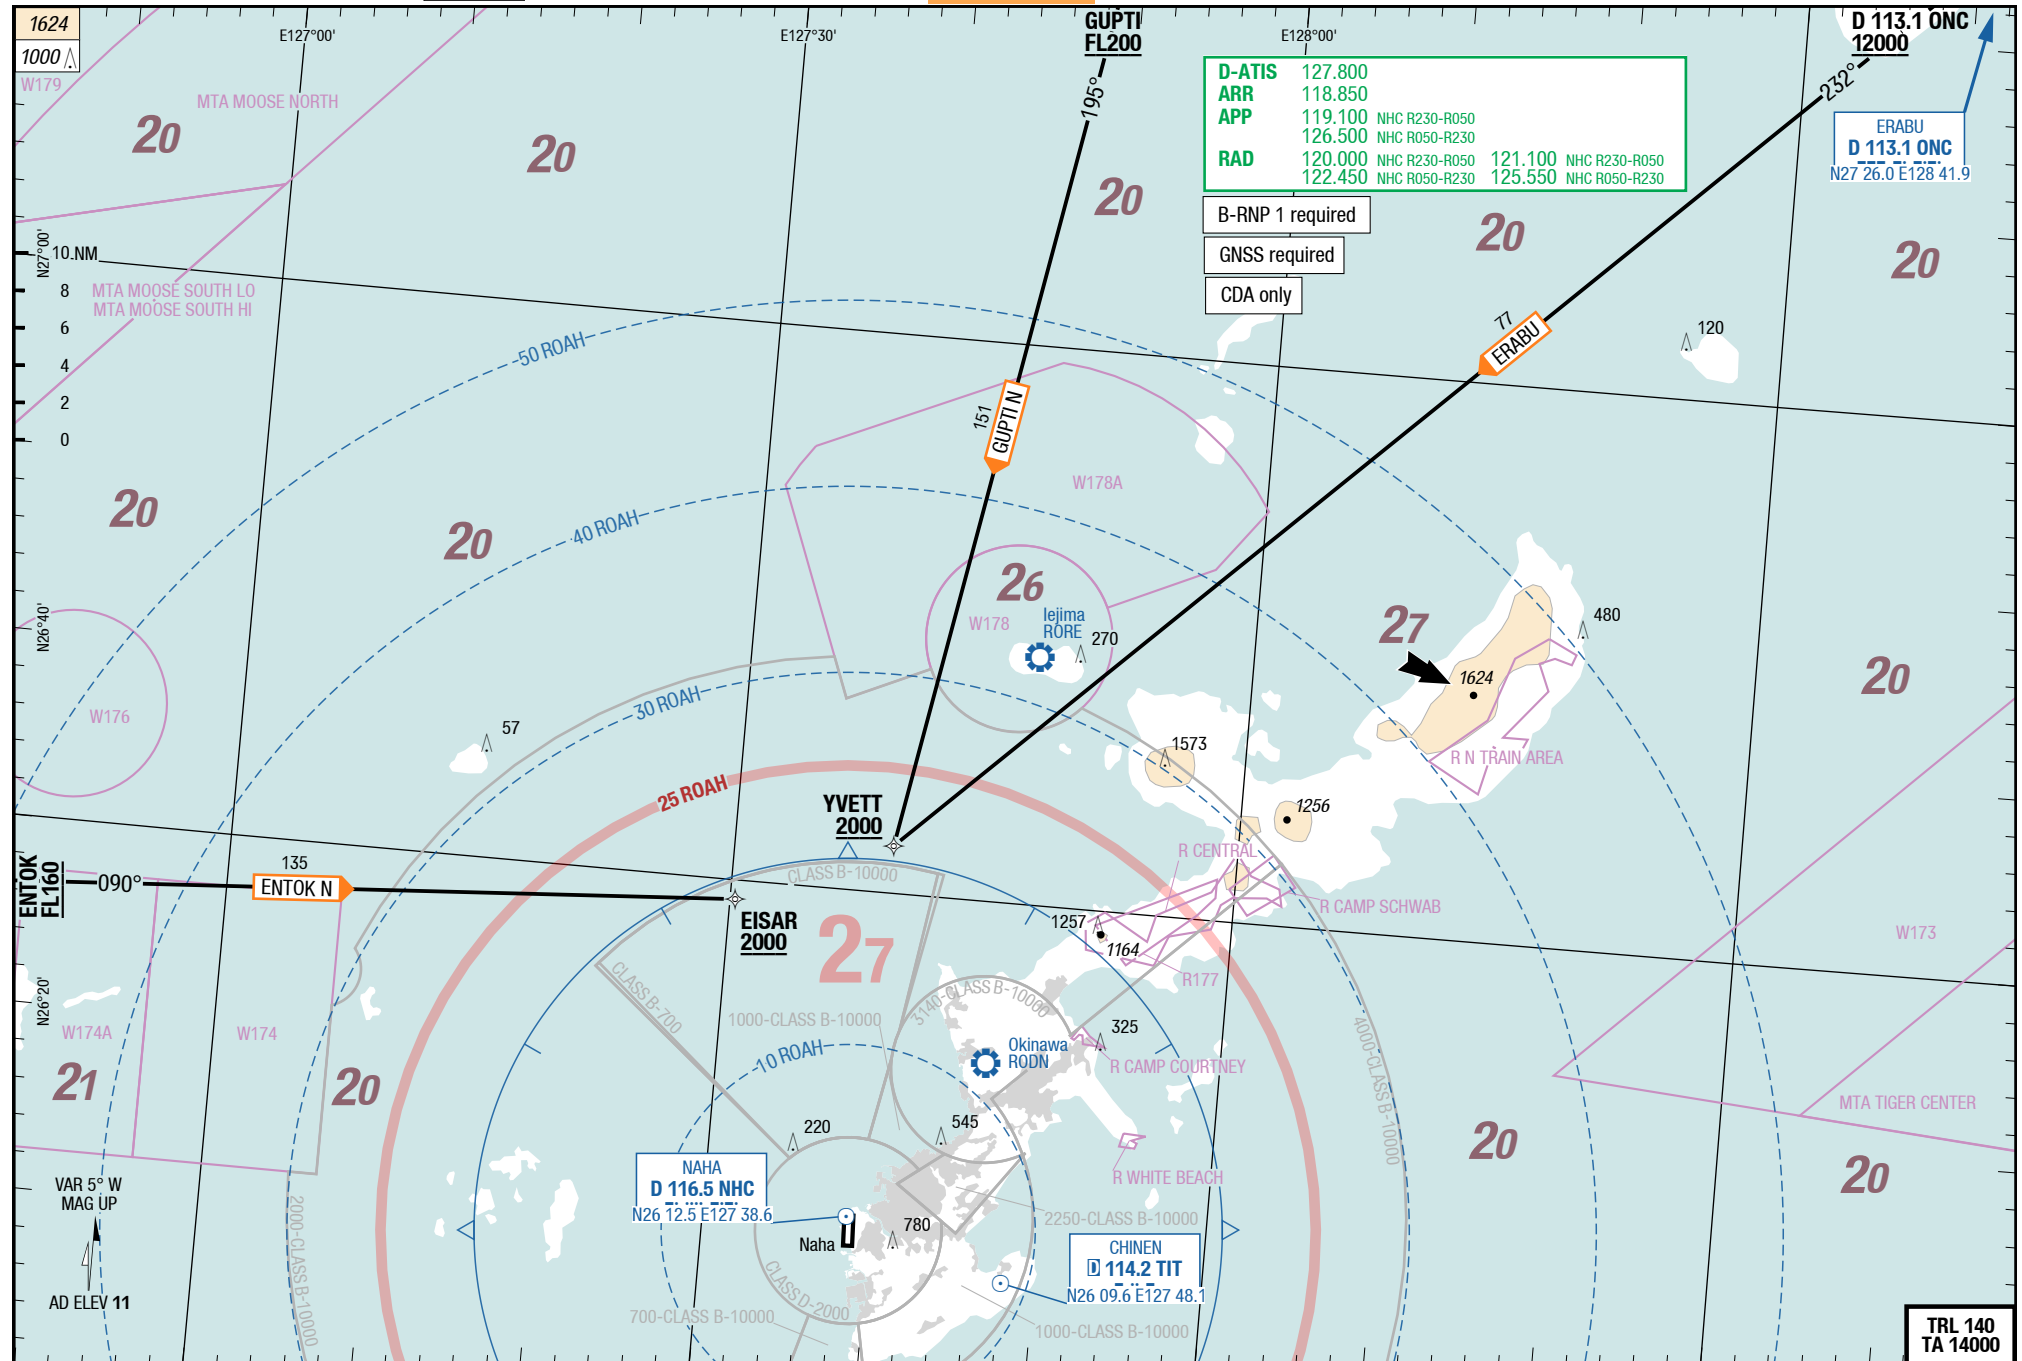 1624
1000
W179
E127°00'
E127°30'
GUPTI
FL200
E128°00'
D 113.1 ONC
12000
MTA MOOSE NORTH
195°
232°
D-ATIS 127.800
ARR 118.850
APP 119.100 NHC R230-R050
126.500 NHC R050-R230
RAD 120.000 NHC R230-R050 121.100 NHC R230-R050
122.450 NHC R050-R230 125.550 NHC R050-R230
ERABU
D 113.1 ONC
N27 26.0 E128 41.9
20
20
20
20
20
B-RNP 1 required
GNSS required
CDA only
N27°00'
10 NM
8
6
4
2
0
MTA MOOSE SOUTH LO
MTA MOOSE SOUTH HI
50 ROAH
77
ERABU
120
151
GUPTI N
W178A
20
20
40 ROAH
26
W178
Iejima
RORE
270
27
480
1624
N26°40'
20
W176
30 ROAH
57
1573
R N TRAIN AREA
25 ROAH
YVETT
2000
1256
ENTOK
FL160
090°
135
ENTOK N
CLASS B-10000
R CENTRAL
R CAMP SCHWAB
EISAR
2000
27
1257
1164
W173
R177
N26°20'
CLASS B-700
3140-CLASS B-10000
W174A
W174
1000-CLASS B-10000
325
4000-CLASS B-10000
10 ROAH
Okinawa
RODN
R CAMP COURTNEY
21
20
MTA TIGER CENTER
220
545
20
20
VAR 5° W
MAG UP
NAHA
D 116.5 NHC
N26 12.5 E127 38.6
R WHITE BEACH
2000-CLASS B-10000
2250-CLASS B-10000
780
Naha
CHINEN
D 114.2 TIT
N26 09.6 E127 48.1
CLASS D-2000
AD ELEV 11
700-CLASS B-10000
1000-CLASS B-10000
TRL 140
TA 14000